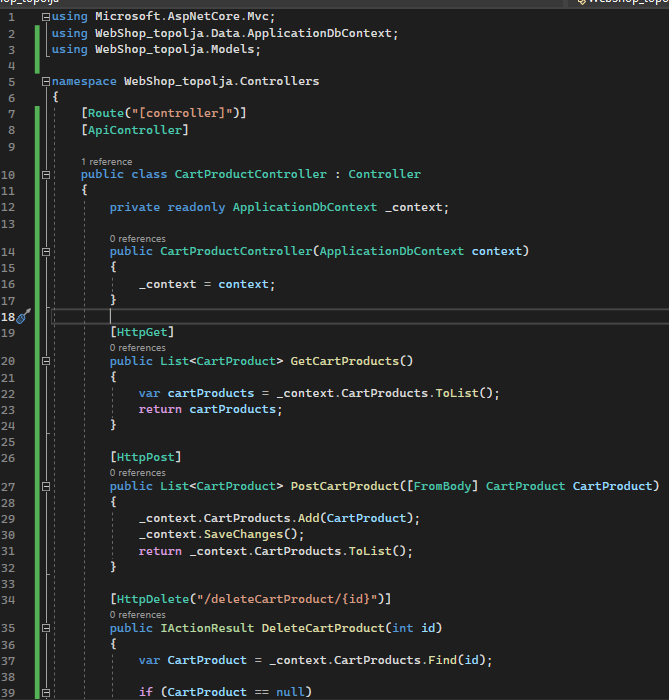 hop_topolja
WebShop_topolj
1 using Microsoft.AspNetCore.Mvc;
2 using WebShop_topolja.Data.ApplicationDbContext;
3 using WebShop_topolja.Models;
4
5 namespace WebShop_topolja.Controllers
6 {
7 [Route("[controller]")]
8 [ApiController]
9
1 reference
10 public class CartProductController : Controller
11 {
12 private readonly ApplicationDbContext _context;
13
0 references
14 public CartProductController(ApplicationDbContext context)
15 {
16 _context = context;
17 }
18
19 [HttpGet]
0 references
20 public List<CartProduct> GetCartProducts()
21 {
22 var cartProducts = _context.CartProducts.ToList();
23 return cartProducts;
24 }
25
26 [HttpPost]
0 references
27 public List<CartProduct> PostCartProduct([FromBody] CartProduct CartProduct)
28 {
29 _context.CartProducts.Add(CartProduct);
30 _context.SaveChanges();
31 return _context.CartProducts.ToList();
32 }
33
34 [HttpDelete("/deleteCartProduct/{id}")]
0 references
35 public IActionResult DeleteCartProduct(int id)
36 {
37 var CartProduct = _context.CartProducts.Find(id);
38
39 if (CartProduct == null)